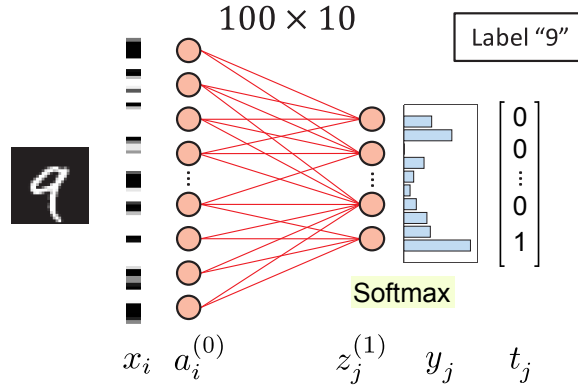 100 × 10
Label “9”
9
0
0
⋮
0
1
Softmax
x_i a_i^{(0)} z_j^{(1)} y_j t_j